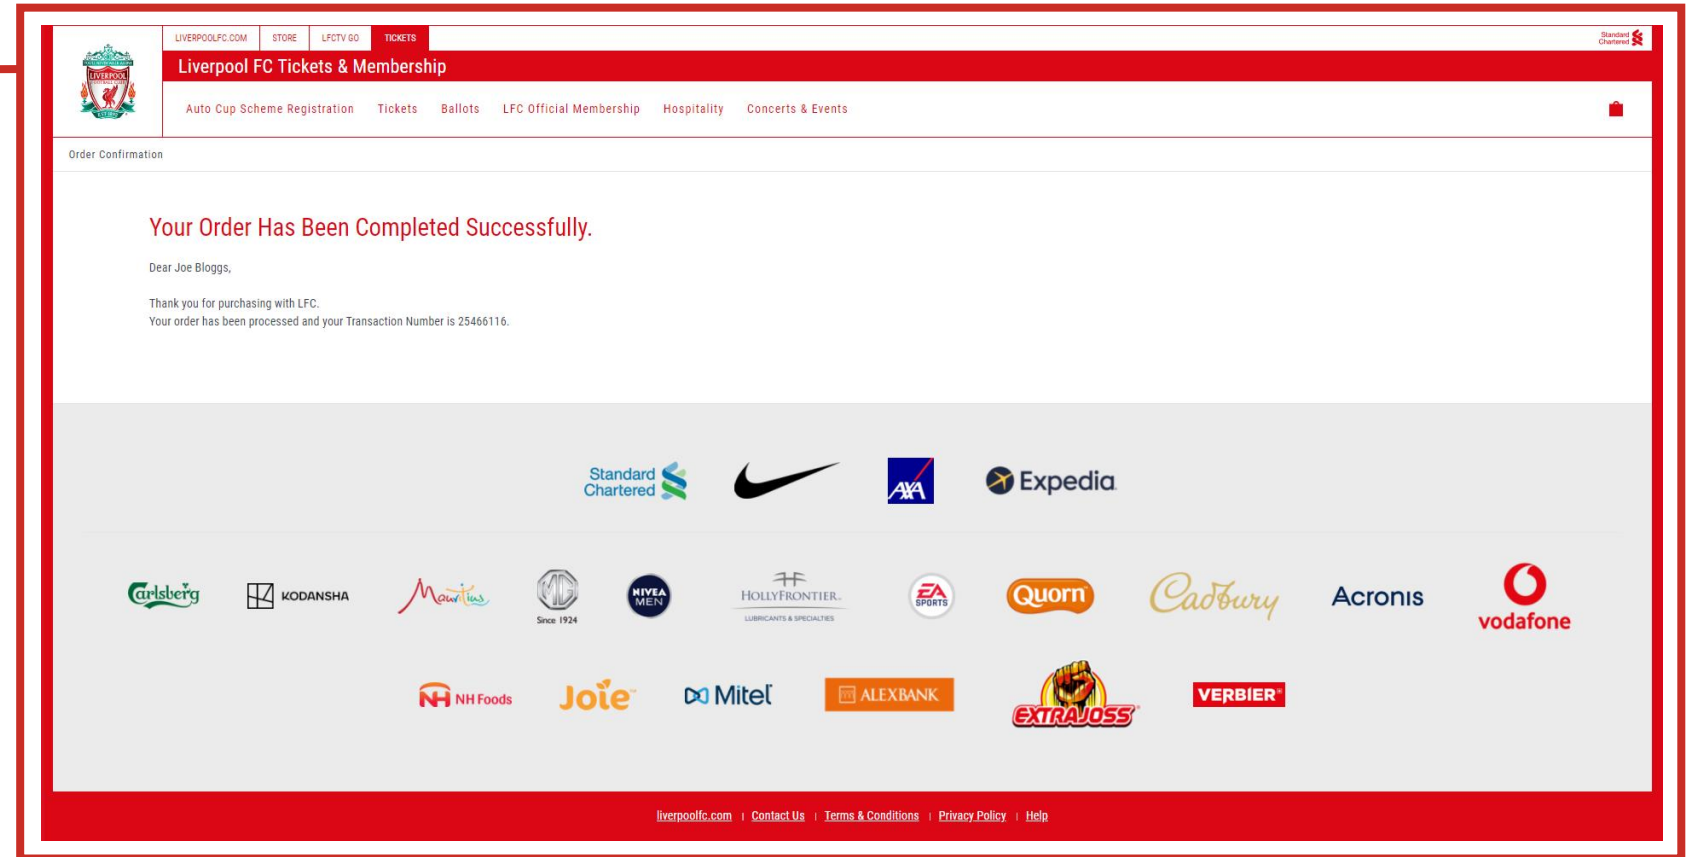 LIVERPOOLFC.COM STORE LFCTV GO TICKETS
Standard
Chartered
LIVERPOOL
Liverpool FC Tickets & Membership
Auto Cup Scheme Registration Tickets Ballots LFC Official Membership Hospitality Concerts & Events
Order Confirmation
Your Order Has Been Completed Successfully.
Dear Joe Bloggs,
Thank you for purchasing with LFC.
Your order has been processed and your Transaction Number is 25466116.
Standard
Chartered
AXA
Expedia
Carlsberg
KODANSHA
Mauritius
MG
Since 1924
NIVEA
MEN
HOLLYFRONTIER
LUBRICANTS & SPECIALTIES
EA
SPORTS
Quorn
Cadbury
Acronis
vodafone
NH Foods
Joie
Mitel
ALEXBANK
EXTRAJOSS
VERBIER
liverpoolfc.com | Contact Us | Terms & Conditions | Privacy Policy | Help